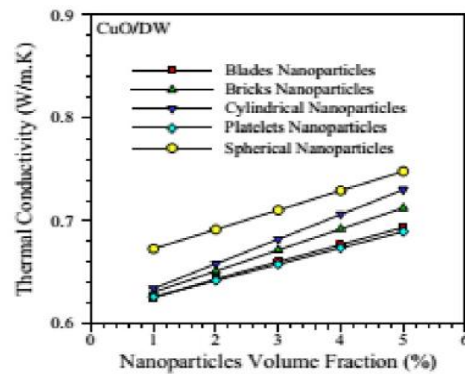 CuO/DW
Blades Nanoparticles
Bricks Nanoparticles
Cylindrical Nanoparticles
Platelets Nanoparticles
Spherical Nanoparticles
Thermal Conductivity (W/m.K)
0.9
0.8
0.7
0.6
0 1 2 3 4 5 6
Nanoparticles Volume Fraction (%)